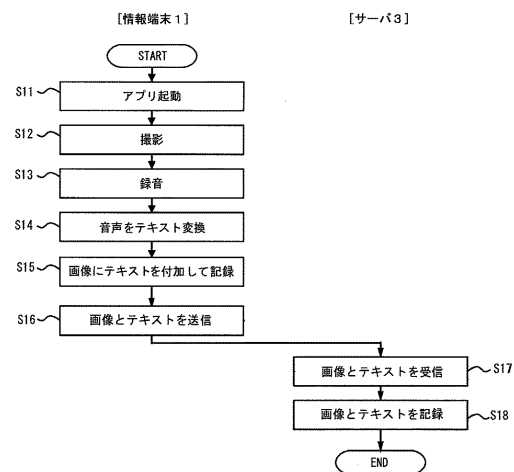 ［情報端末１］
［サーバ３］
START
S11
アプリ起動
S12
撮影
S13
録音
S14
音声をテキスト変換
S15
画像にテキストを付加して記録
S16
画像とテキストを送信
画像とテキストを受信
S17
画像とテキストを記録
S18
END